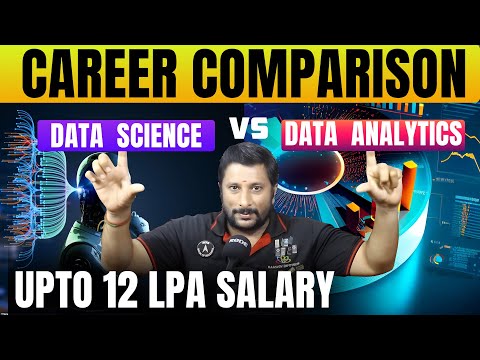 CAREER COMPARISON
DATA SCIENCE
VS
DATA ANALYTICS
UPTO 12 LPA SALARY